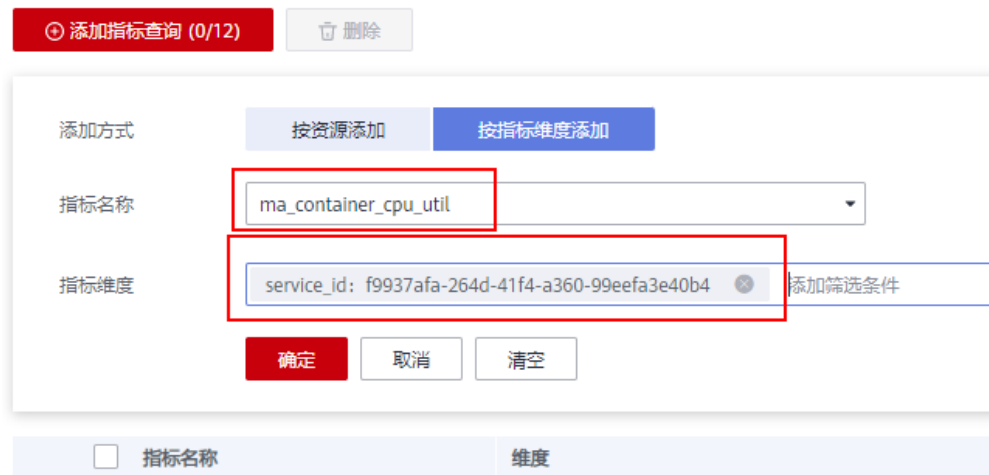 添加指标查询 (0/12) 删除
添加方式 按资源添加 按指标维度添加
指标名称 ma_container_cpu_util
指标维度 service_id：f9937afa-264d-41f4-a360-99eefa3e40b4 添加筛选条件
确定 取消 清空
指标名称 维度